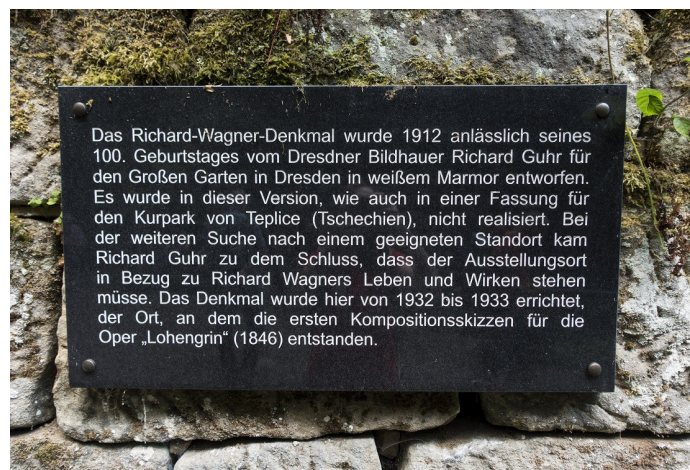 Das Richard-Wagner-Denkmal wurde 1912 anlässlich seines
100. Geburtstages vom Dresdner Bildhauer Richard Guhr für
den Großen Garten in Dresden in weißem Marmor entworfen.
Es wurde in dieser Version, wie auch in einer Fassung für
den Kurpark von Teplice (Tschechien), nicht realisiert. Bei
der weiteren Suche nach einem geeigneten Standort kam
Richard Guhr zu dem Schluss, dass der Ausstellungsort
in Bezug zu Richard Wagners Leben und Wirken stehen
müsse. Das Denkmal wurde hier von 1932 bis 1933 errichtet,
der Ort, an dem die ersten Kompositionsskizzen für die
Oper „Lohengrin“ (1846) entstanden.